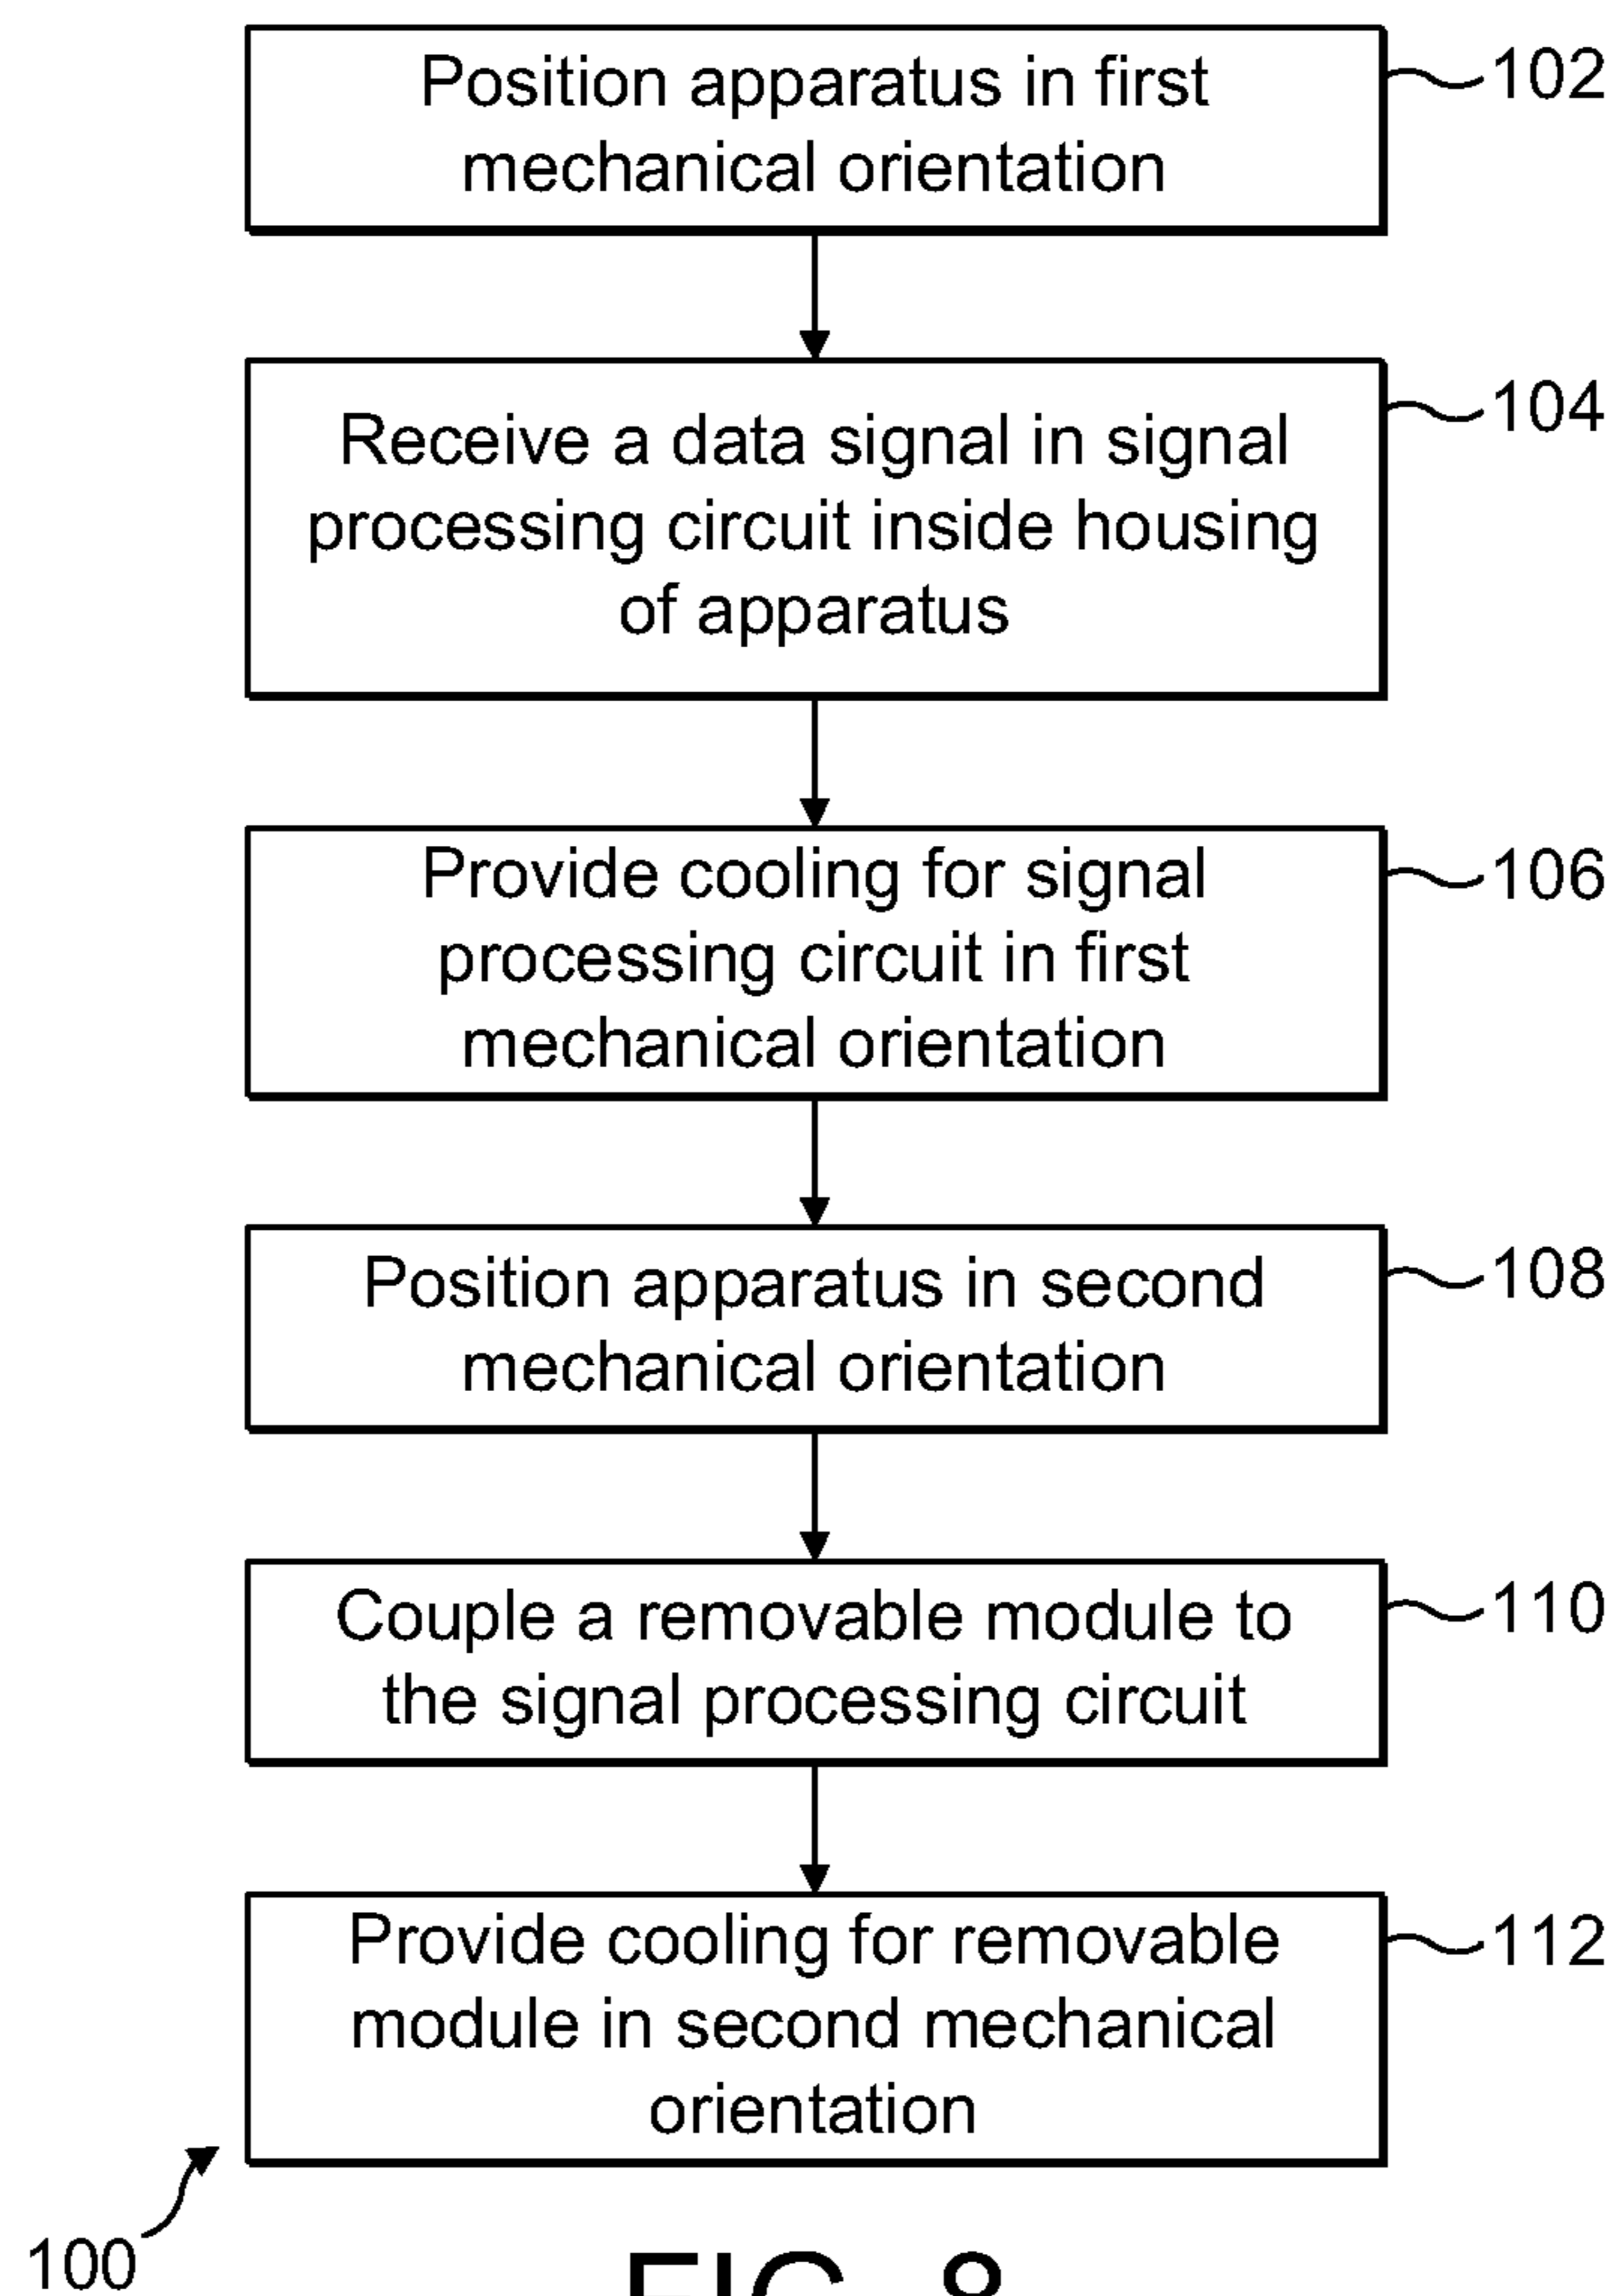 Position apparatus in first
mechanical orientation
102
Receive a data signal in signal
processing circuit inside housing
of apparatus
104
Provide cooling for signal
processing circuit in first
mechanical orientation
106
Position apparatus in second
mechanical orientation
108
Couple a removable module to
the signal processing circuit
110
Provide cooling for removable
module in second mechanical
orientation
112
100
FIG. 8